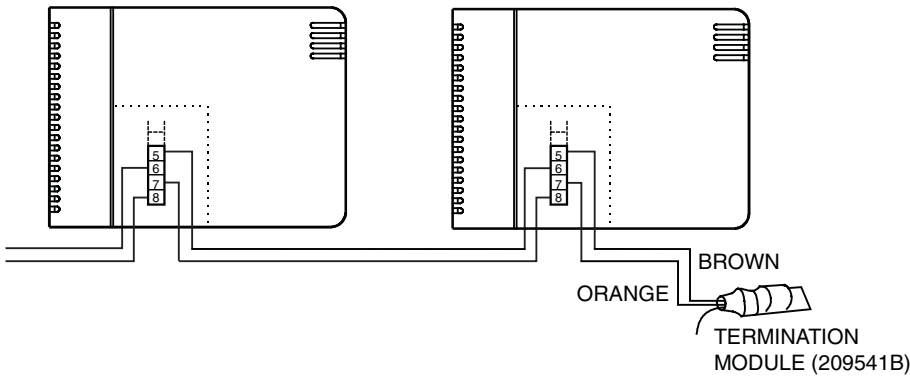 5
6
7
8
5
6
7
8
BROWN
ORANGE
TERMINATION
MODULE (209541B)